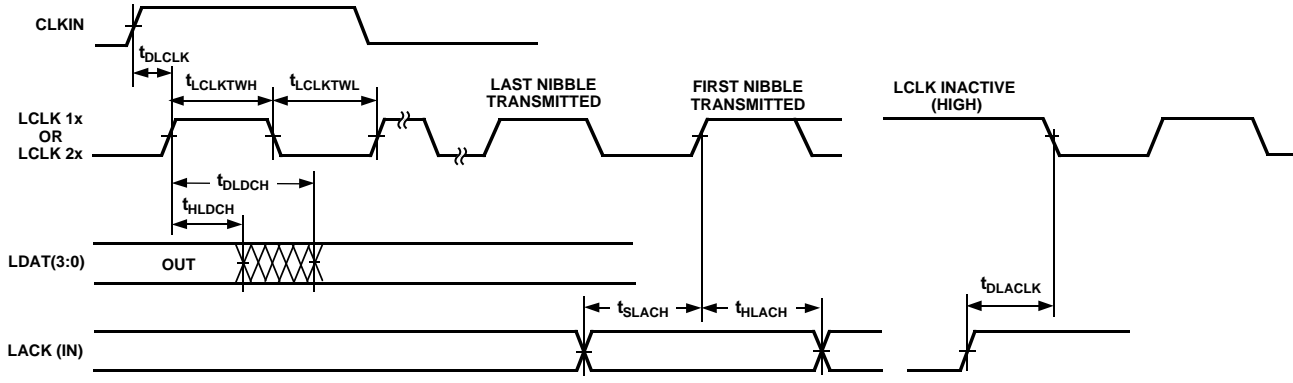 CLKIN
tDLCLK
tLCLKTWH
tLCLKTWL
LAST NIBBLE
TRANSMITTED
FIRST NIBBLE
TRANSMITTED
LCLK INACTIVE
(HIGH)
LCLK 1x
OR
LCLK 2x
tDLDCH
tHLDCH
LDAT(3:0)
OUT
tSLACH
tHLACH
tDLACLK
LACK (IN)